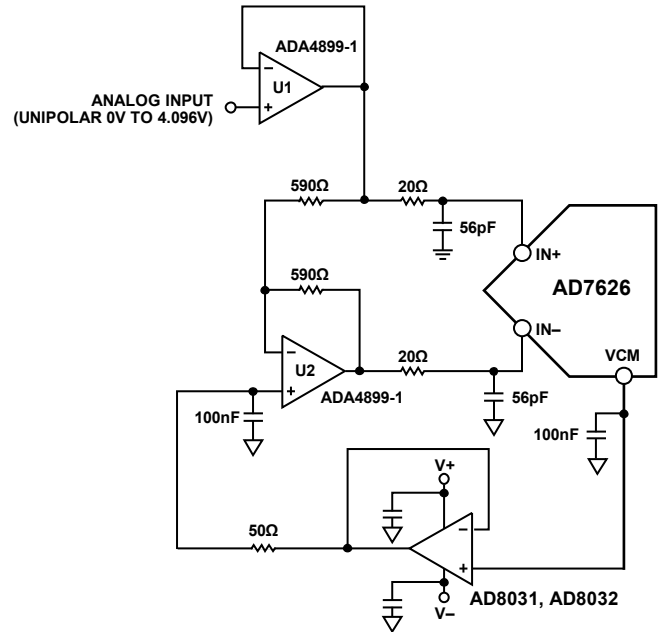 ADA4899-1
U1
ANALOG INPUT
(UNIPOLAR 0V TO 4.096V)
590Ω
20Ω
56pF
IN+
590Ω
AD7626
IN–
20Ω
VCM
U2
ADA4899-1
56pF
100nF
100nF
V+
50Ω
AD8031, AD8032
V–